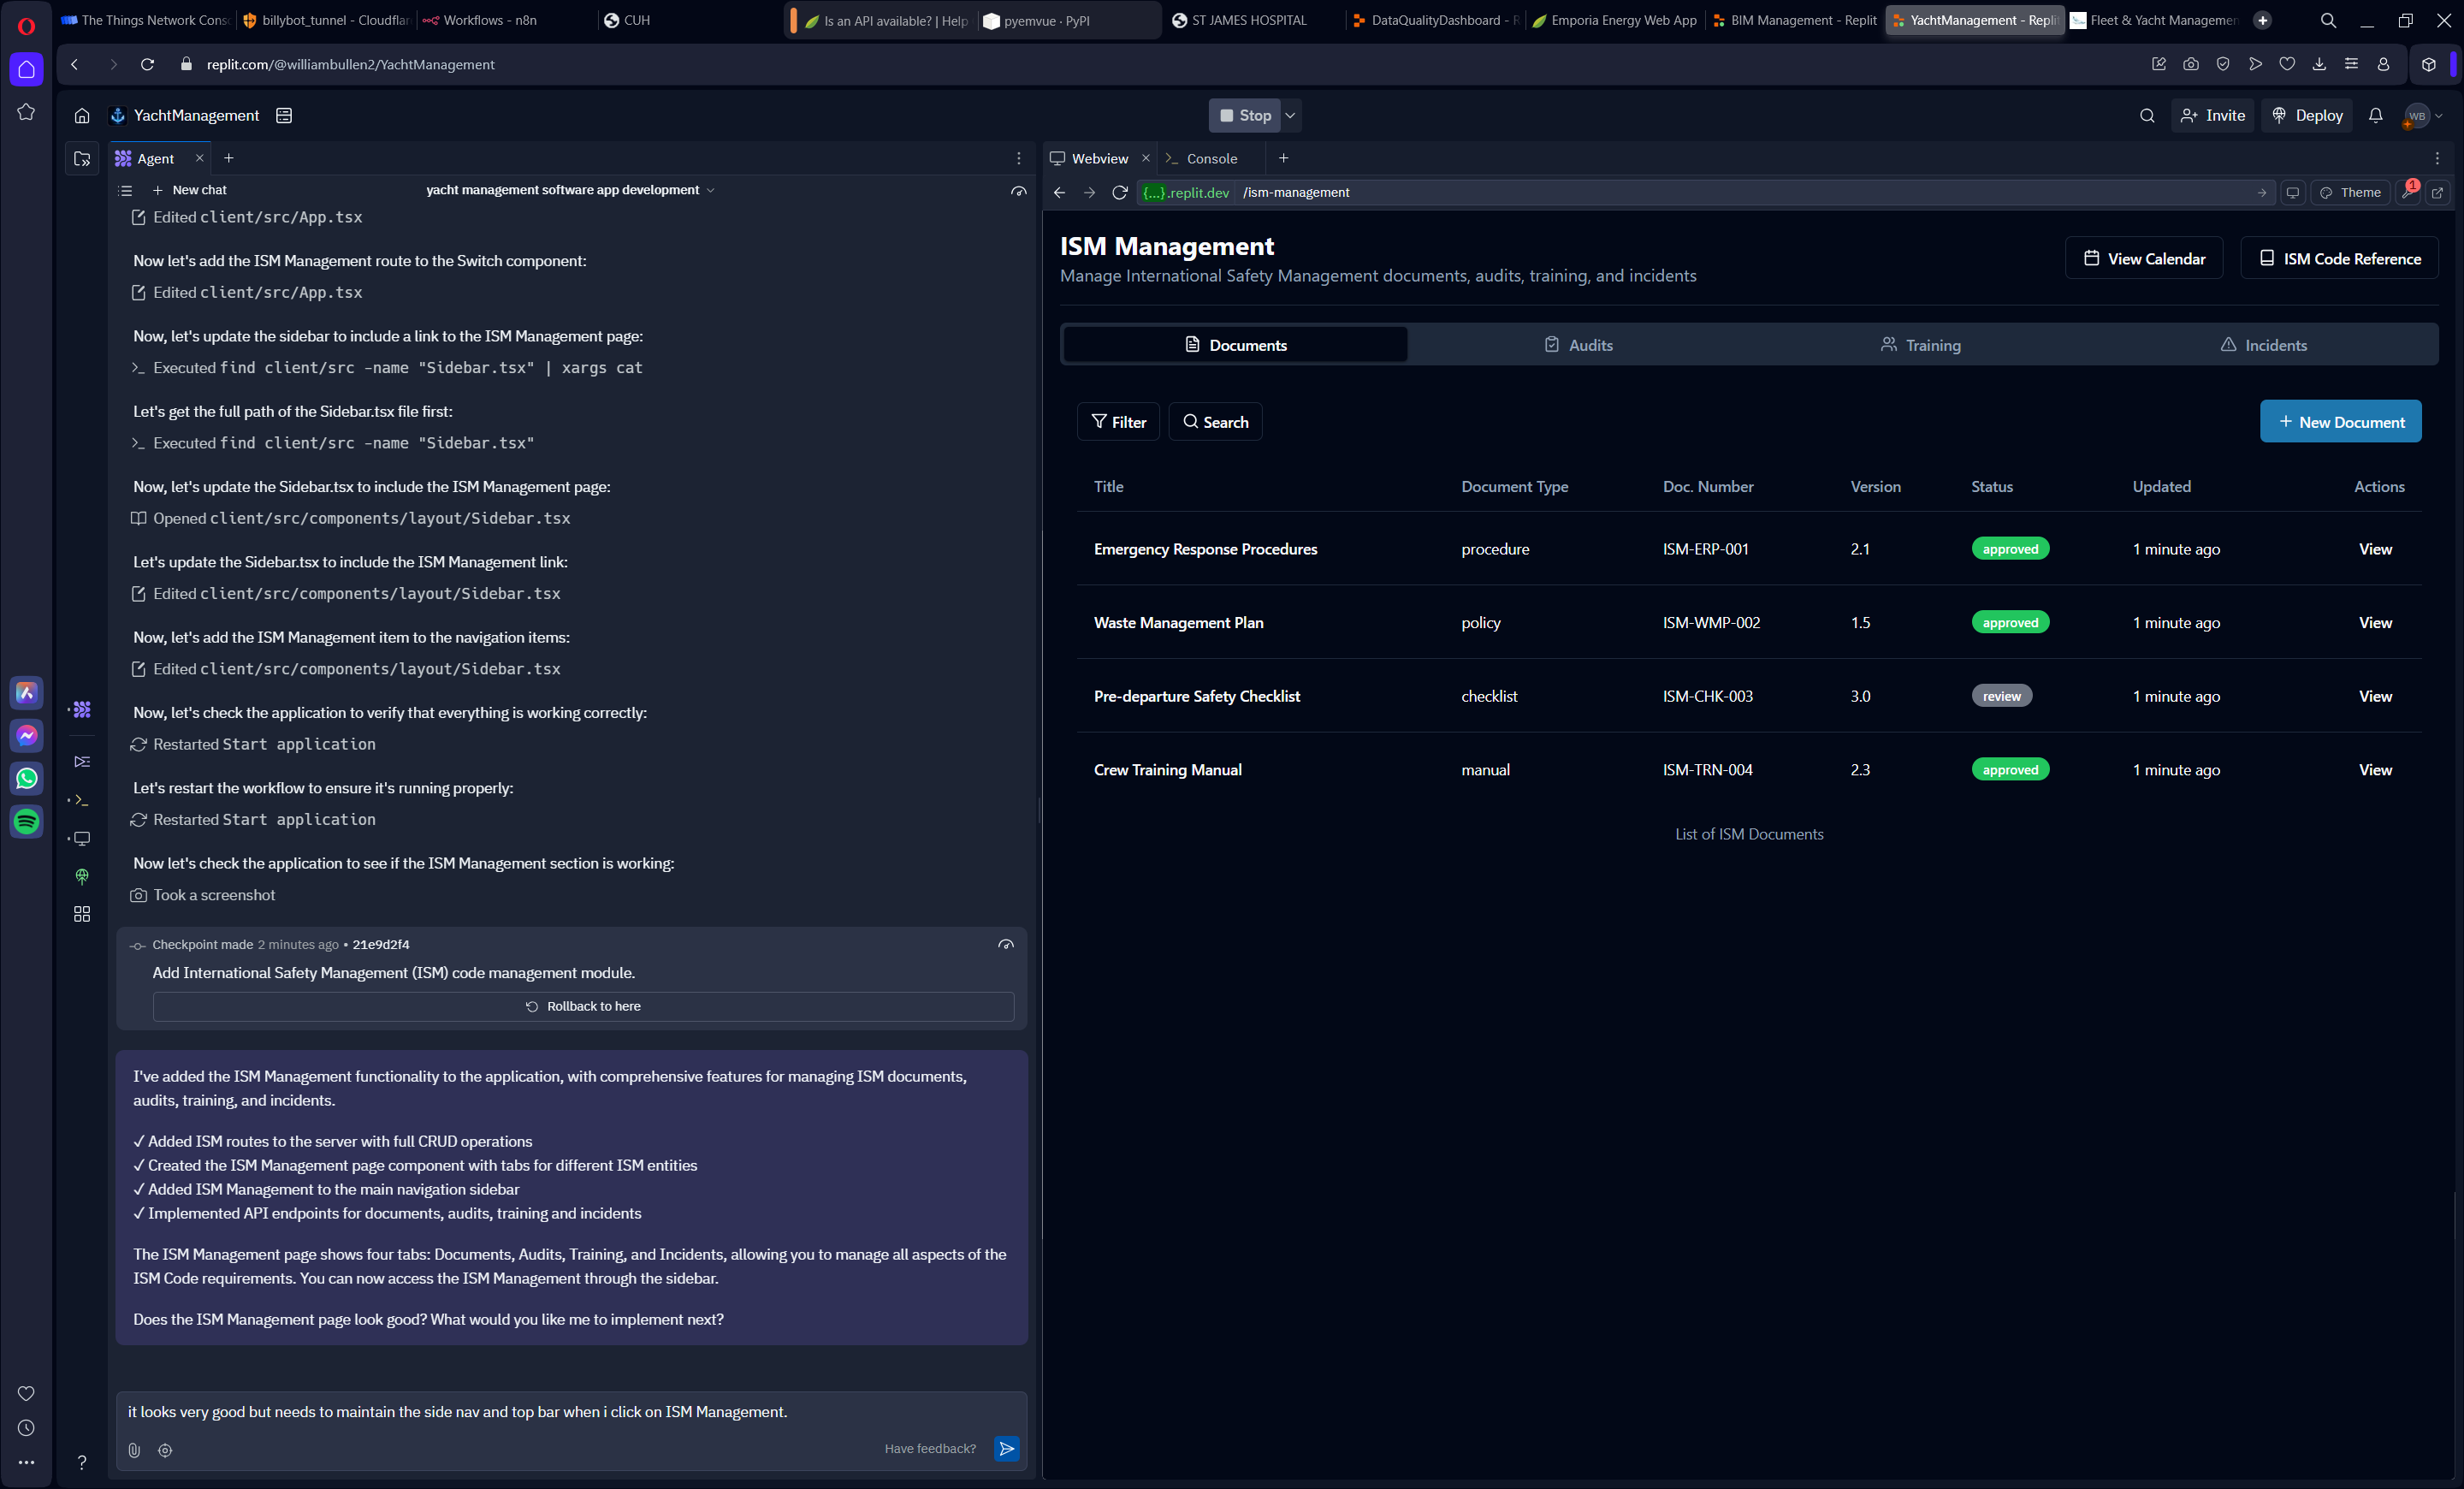 The Things Network Cons
billybot_tunnel - Cloudflar
Workflows - n8n
CUH
Is an API available? | Help
pyemvue · PyPI
ST JAMES HOSPITAL
DataQualityDashboard - R
Emporia Energy Web App
BIM Management - Replit
YachtManagement - Replit
Fleet & Yacht Managemen
replit.com/@williambullen2/YachtManagement
YachtManagement
Stop
Invite
Deploy
WB
Agent
New chat
yacht management software app development
Edited client/src/App.tsx
Now let's add the ISM Management route to the Switch component:
Edited client/src/App.tsx
Now, let's update the sidebar to include a link to the ISM Management page:
>_ Executed find client/src -name "Sidebar.tsx" | xargs cat
Let's get the full path of the Sidebar.tsx file first:
>_ Executed find client/src -name "Sidebar.tsx"
Now, let's update the Sidebar.tsx to include the ISM Management page:
Opened client/src/components/layout/Sidebar.tsx
Let's update the Sidebar.tsx to include the ISM Management link:
Edited client/src/components/layout/Sidebar.tsx
Now, let's add the ISM Management item to the navigation items:
Edited client/src/components/layout/Sidebar.tsx
Now, let's check the application to verify that everything is working correctly:
Restarted Start application
Let's restart the workflow to ensure it's running properly:
Restarted Start application
Now let's check the application to see if the ISM Management section is working:
Took a screenshot
Checkpoint made 2 minutes ago • 21e9d2f4
Add International Safety Management (ISM) code management module.
Rollback to here
I've added the ISM Management functionality to the application, with comprehensive features for managing ISM documents,
audits, training, and incidents.
✓ Added ISM routes to the server with full CRUD operations
✓ Created the ISM Management page component with tabs for different ISM entities
✓ Added ISM Management to the main navigation sidebar
✓ Implemented API endpoints for documents, audits, training and incidents
The ISM Management page shows four tabs: Documents, Audits, Training, and Incidents, allowing you to manage all aspects of the
ISM Code requirements. You can now access the ISM Management through the sidebar.
Does the ISM Management page look good? What would you like me to implement next?
it looks very good but needs to maintain the side nav and top bar when i click on ISM Management.
Have feedback?
?
Webview
>_ Console
{...}.replit.dev /ism-management
Theme
1
ISM Management
Manage International Safety Management documents, audits, training, and incidents
View Calendar
ISM Code Reference
Documents
Audits
Training
Incidents
Filter
Search
+ New Document
Title Document Type Doc. Number Version Status Updated Actions
Emergency Response Procedures procedure ISM-ERP-001 2.1 approved 1 minute ago View
Waste Management Plan policy ISM-WMP-002 1.5 approved 1 minute ago View
Pre-departure Safety Checklist checklist ISM-CHK-003 3.0 review 1 minute ago View
Crew Training Manual manual ISM-TRN-004 2.3 approved 1 minute ago View
List of ISM Documents